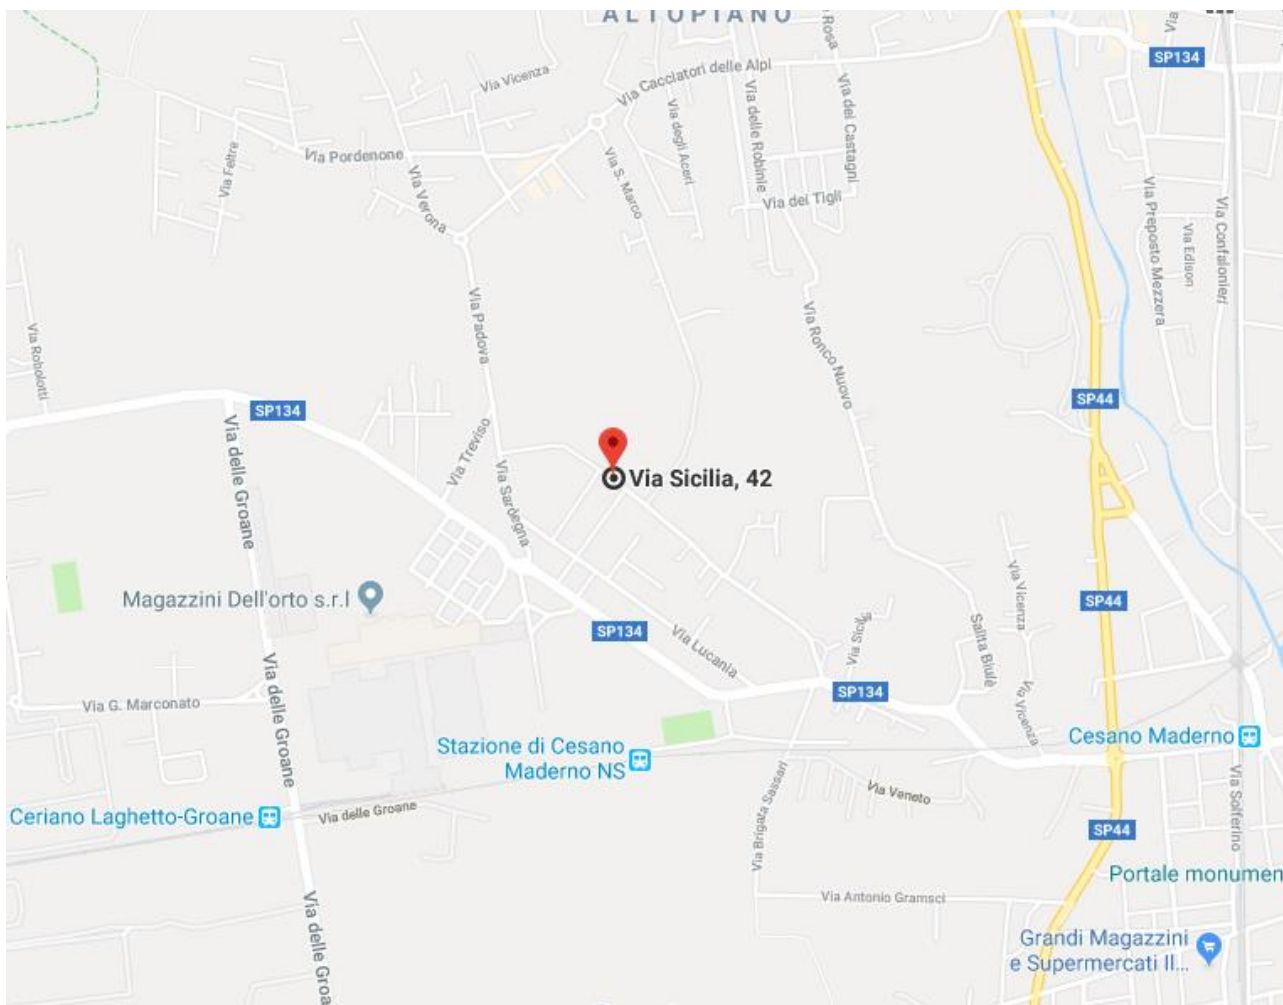 ALTOPIANO
SP134
Via Vicenza
Via Cacciatori delle Alpi
Via dei Castagni
Via delle Robinie
Via degli Aceri
Via Pordenone
Via Feltre
Via Verona
Via S. Marco
Via dei Tigli
Via Preposto Mezzera
Via Edison
Via Confalonieri
Via Padova
Via Ronco Nuovo
Via Robolotti
SP134
SP44
Via delle Groane
Via Treviso
Via Sardegna
Via Sicilia, 42
Magazzini Dell'orto s.r.l
SP134
Via Lucania
Via Sicilia
Salita Biulè
Via Vicenza
SP44
Via delle Groane
Via G. Marconato
SP134
Via Vicenza
Stazione di Cesano
Maderno NS
Cesano Maderno
Via Brigata Sassari
Via Veneto
Via Solferino
Ceriano Laghetto-Groane
Via delle Groane
SP44
Portale monumen
Via delle Groa
Via Antonio Gramsci
Grandi Magazzini
e Supermercati Il...